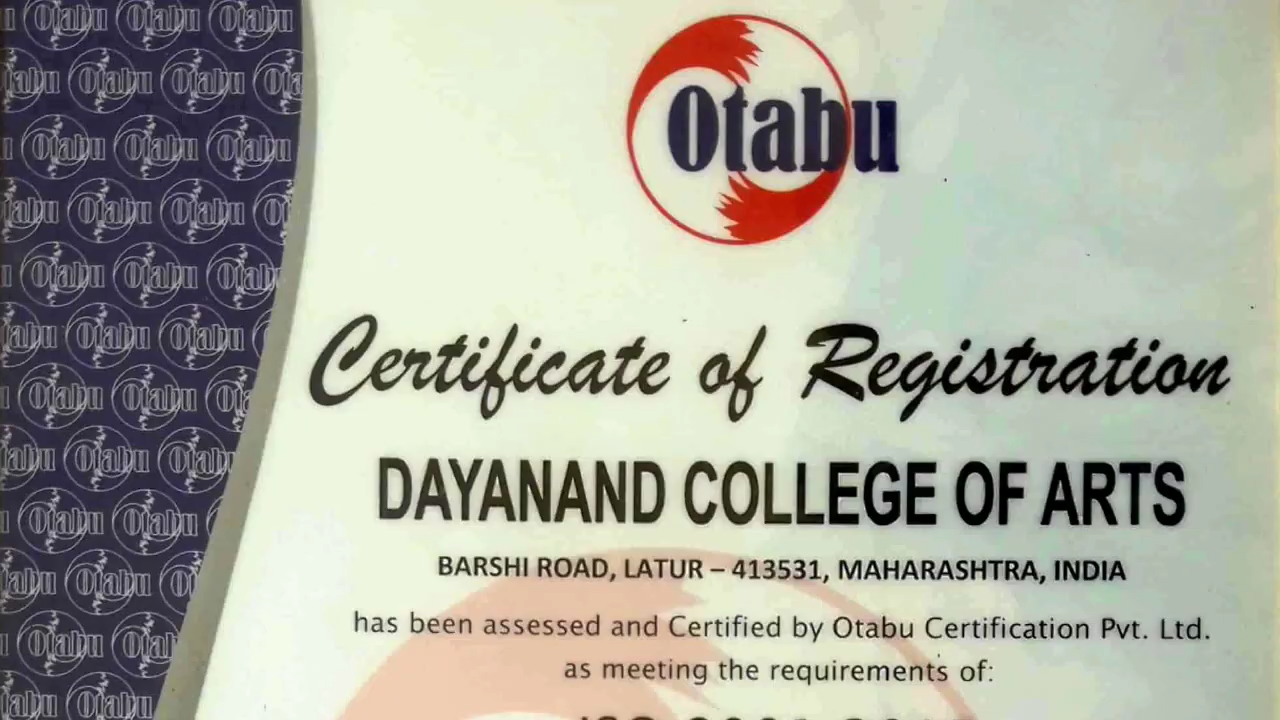 Otabu
Certificate of Registration
DAYANAND COLLEGE OF ARTS
BARSHI ROAD, LATUR – 413531, MAHARASHTRA, INDIA
has been assessed and Certified by Otabu Certification Pvt. Ltd.
as meeting the requirements of: